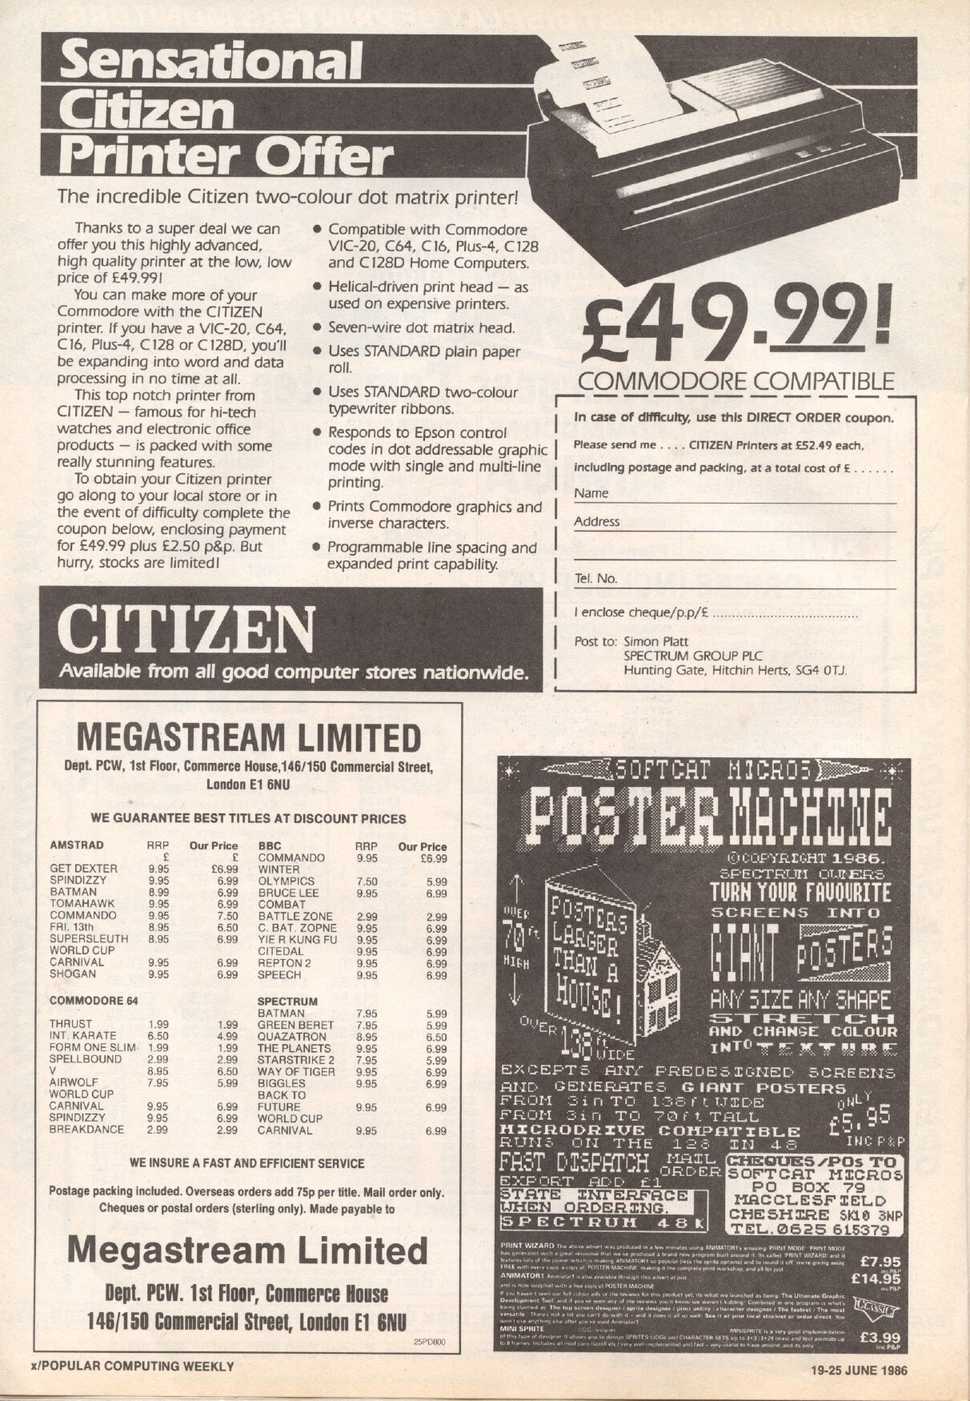 Sensational
Citizen
Printer Offer
The incredible Citizen two-colour dot matrix printer!
Thanks to a super deal we can
offer you this highly advanced,
high quality printer at the low, low
price of £49.99!
You can make more of your
Commodore with the CITIZEN
printer. If you have a VIC-20, C64,
C16, Plus-4, C128 or C128D, you'll
be expanding into word and data
processing in no time at all.
This top notch printer from
CITIZEN — famous for hi-tech
watches and electronic office
products — is packed with some
really stunning features.
To obtain your Citizen printer
go along to your local store or in
the event of difficulty complete the
coupon below, enclosing payment
for £49.99 plus £2.50 p&p. But
hurry, stocks are limited!
● Compatible with Commodore
VIC-20, C64, C16, Plus-4, C128
and C128D Home Computers.
● Helical-driven print head — as
used on expensive printers.
● Seven-wire dot matrix head.
● Uses STANDARD plain paper
roll.
● Uses STANDARD two-colour
typewriter ribbons.
● Responds to Epson control
codes in dot addressable graphic
mode with single and multi-line
printing.
● Prints Commodore graphics and
inverse characters.
● Programmable line spacing and
expanded print capability.
£49.99!
COMMODORE COMPATIBLE
In case of difficulty, use this DIRECT ORDER coupon.
Please send me . . . . CITIZEN Printers at £52.49 each,
including postage and packing, at a total cost of £ . . . . . .
Name
Address
Tel. No.
I enclose cheque/p.p/£ ......................................
Post to: Simon Platt
SPECTRUM GROUP PLC
Hunting Gate, Hitchin Herts, SG4 0TJ.
CITIZEN
Available from all good computer stores nationwide.
MEGASTREAM LIMITED
Dept. PCW, 1st Floor, Commerce House,146/150 Commercial Street,
London E1 6NU
WE GUARANTEE BEST TITLES AT DISCOUNT PRICES
AMSTRAD RRP Our Price
£ £
GET DEXTER 9.95 £6.99
SPINDIZZY 9.95 6.99
BATMAN 8.99 6.99
TOMAHAWK 9.95 6.99
COMMANDO 9.95 7.50
FRI. 13th 8.95 6.50
SUPERSLEUTH 8.95 6.99
WORLD CUP
CARNIVAL 9.95 6.99
SHOGAN 9.95 6.99
BBC RRP Our Price
COMMANDO 9.95 £6.99
WINTER
OLYMPICS 7.50 5.99
BRUCE LEE 9.95 6.99
COMBAT
BATTLE ZONE 2.99 2.99
C. BAT. ZOPNE 9.95 6.99
YIE R KUNG FU 9.95 6.99
CITEDAL 9.95 6.99
REPTON 2 9.95 6.99
SPEECH 9.95 6.99
COMMODORE 64
THRUST 1.99 1.99
INT. KARATE 6.50 4.99
FORM ONE SLIM 1.99 1.99
SPELLBOUND 2.99 2.99
V 8.95 6.50
AIRWOLF 7.95 5.99
WORLD CUP
CARNIVAL 9.95 6.99
SPINDIZZY 9.95 6.99
BREAKDANCE 2.99 2.99
SPECTRUM
BATMAN 7.95 5.99
GREEN BERET 7.95 5.99
QUAZATRON 8.95 6.50
THE PLANETS 9.95 6.99
STARSTRIKE 2 7.95 5.99
WAY OF TIGER 9.95 6.99
BIGGLES 9.95 6.99
BACK TO
FUTURE 9.95 6.99
WORLD CUP
CARNIVAL 9.95 6.99
WE INSURE A FAST AND EFFICIENT SERVICE
Postage packing included. Overseas orders add 75p per title. Mail order only.
Cheques or postal orders (sterling only). Made payable to
Megastream Limited
Dept. PCW. 1st Floor, Commerce House
146/150 Commercial Street, London E1 6NU
25PD800
SOFTCAT MICROS
POSTER MACHINE
©COPYRIGHT 1986.
SPECTRUM OWNERS
TURN YOUR FAVOURITE
SCREENS INTO
GIANT POSTERS
ANY SIZE ANY SHAPE
STRETCH
AND CHANGE COLOUR
INTO TEXTURE
OVER
70ft
HIGH
POSTERS
LARGER
THAN A
HOUSE!
OVER
138ft
WIDE
EXCEPTS ANY PREDESIGNED SCREENS
AND GENERATES GIANT POSTERS
FROM 3in TO 138ft WIDE
FROM 3in TO 70ft TALL
MICRODRIVE COMPATIBLE
RUNS ON THE 128 IN 48
ONLY
£5.95
INC P&P
FAST DISPATCH MAIL ORDER
EXPORT ADD £1
STATE INTERFACE
WHEN ORDERING.
SPECTRUM 48K
CHEQUES/POs TO
SOFTCAT MICROS
PO BOX 79
MACCLESFIELD
CHESHIRE SK10 3NP
TEL.0625 615379
PRINT WIZARD
£7.95
ANIMATOR1
£14.95
CLASSIC
MINI SPRITE
£3.99
inc P&P
x/POPULAR COMPUTING WEEKLY
19-25 JUNE 1986